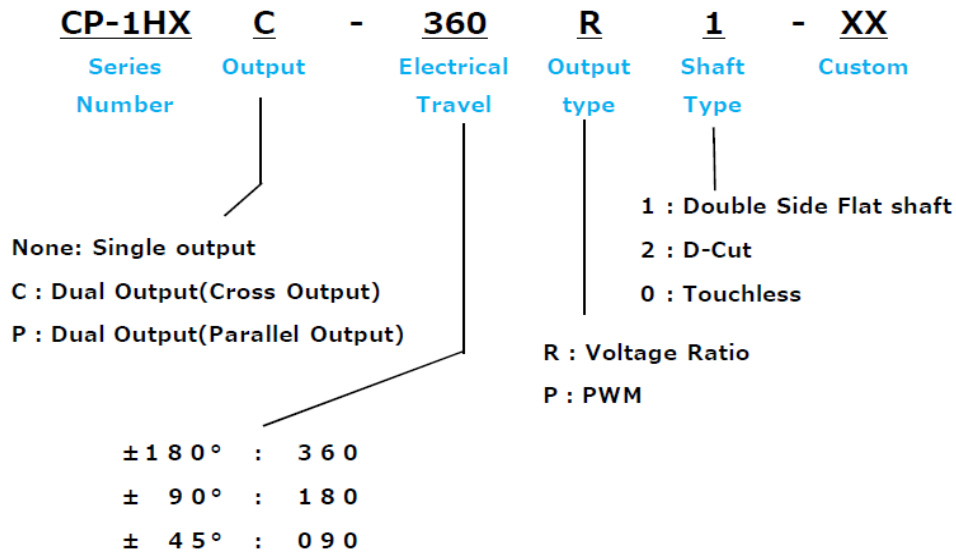 CP-1HX C - 360 R 1 - XX
Series Output Electrical Output Shaft Custom
Number Travel type Type
1 : Double Side Flat shaft
2 : D-Cut
0 : Touchless
None: Single output
C : Dual Output(Cross Output)
P : Dual Output(Parallel Output)
R : Voltage Ratio
P : PWM
±180° : 360
± 90° : 180
± 45° : 090